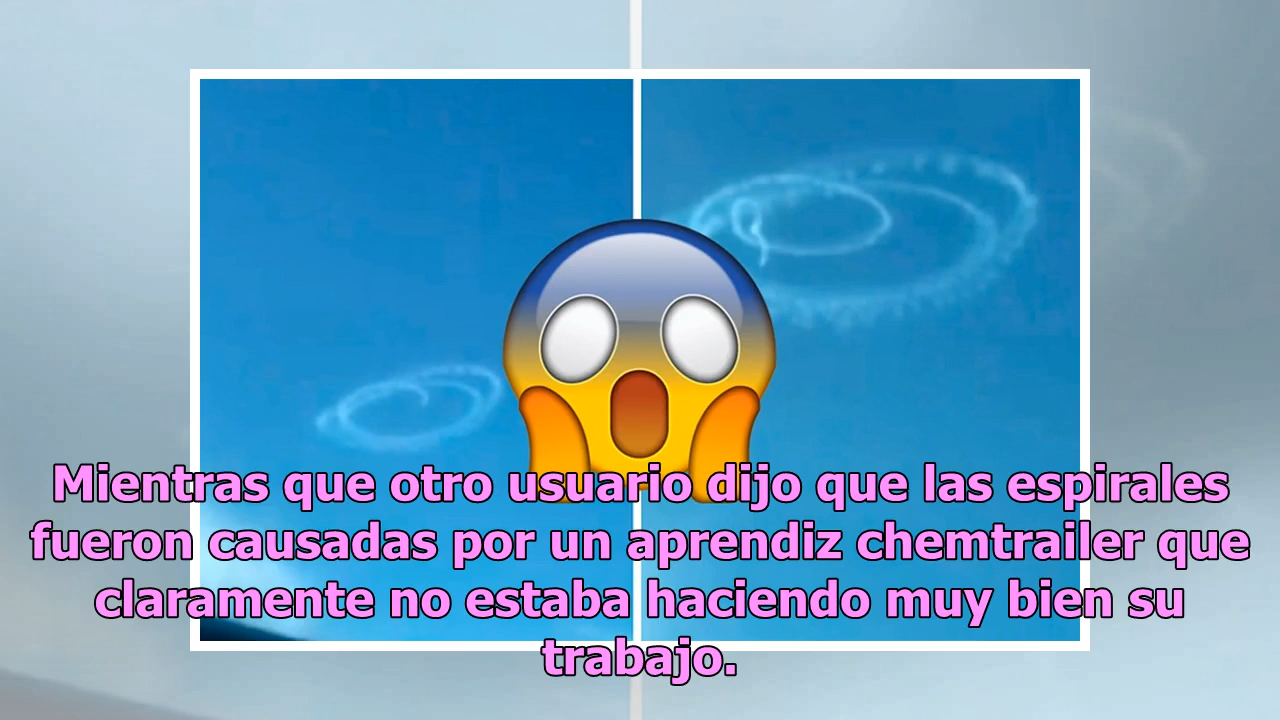 Mientras que otro usuario dijo que las espirales
fueron causadas por un aprendiz chemtrailer que
claramente no estaba haciendo muy bien su
trabajo.